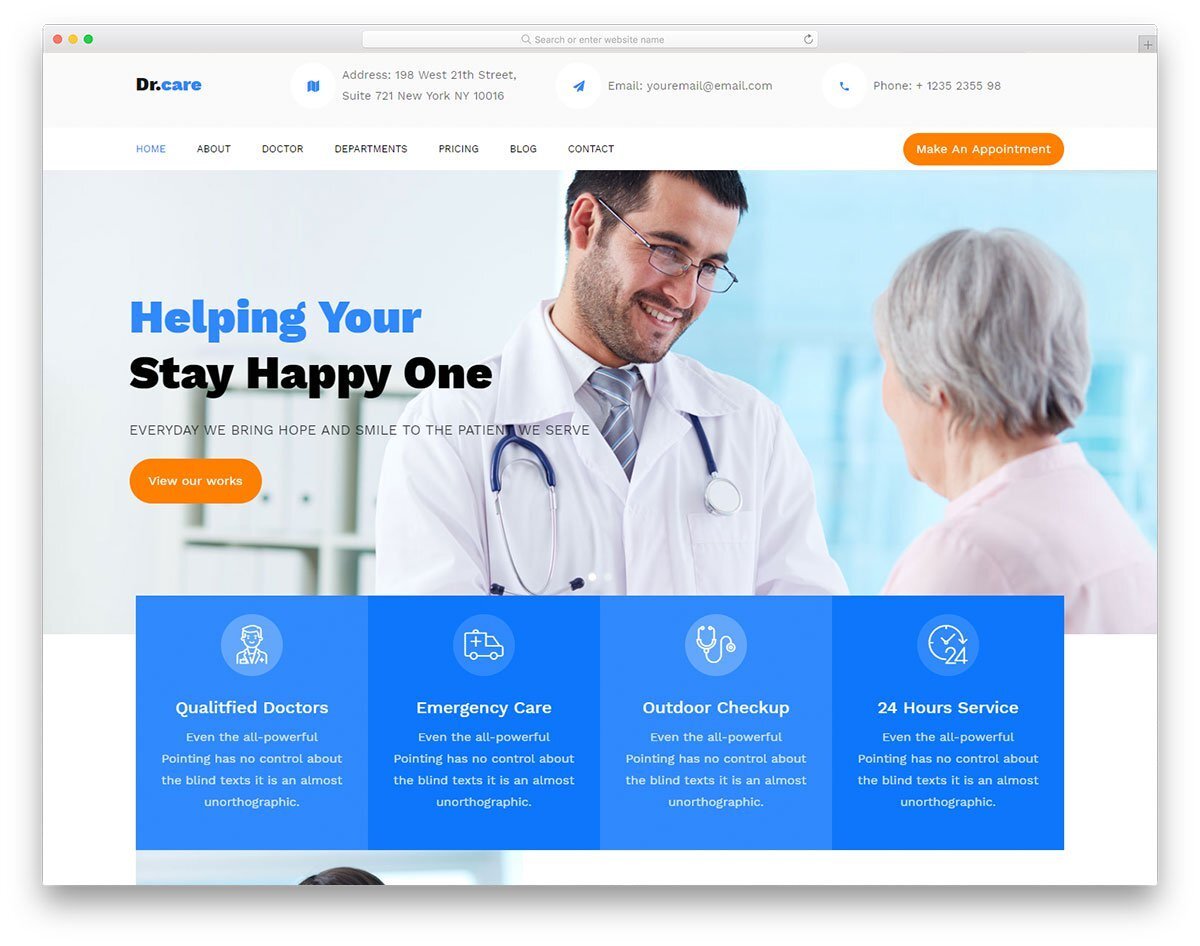 Search or enter website name
Dr.care
Address: 198 West 21th Street,
Suite 721 New York NY 10016
Email: youremail@email.com
Phone: + 1235 2355 98
HOME ABOUT DOCTOR DEPARTMENTS PRICING BLOG CONTACT
Make An Appointment
Helping Your
Stay Happy One
EVERYDAY WE BRING HOPE AND SMILE TO THE PATIENT WE SERVE
View our works
Qualitfied Doctors
Even the all-powerful
Pointing has no control about
the blind texts it is an almost
unorthographic.
Emergency Care
Even the all-powerful
Pointing has no control about
the blind texts it is an almost
unorthographic.
Outdoor Checkup
Even the all-powerful
Pointing has no control about
the blind texts it is an almost
unorthographic.
24
24 Hours Service
Even the all-powerful
Pointing has no control about
the blind texts it is an almost
unorthographic.